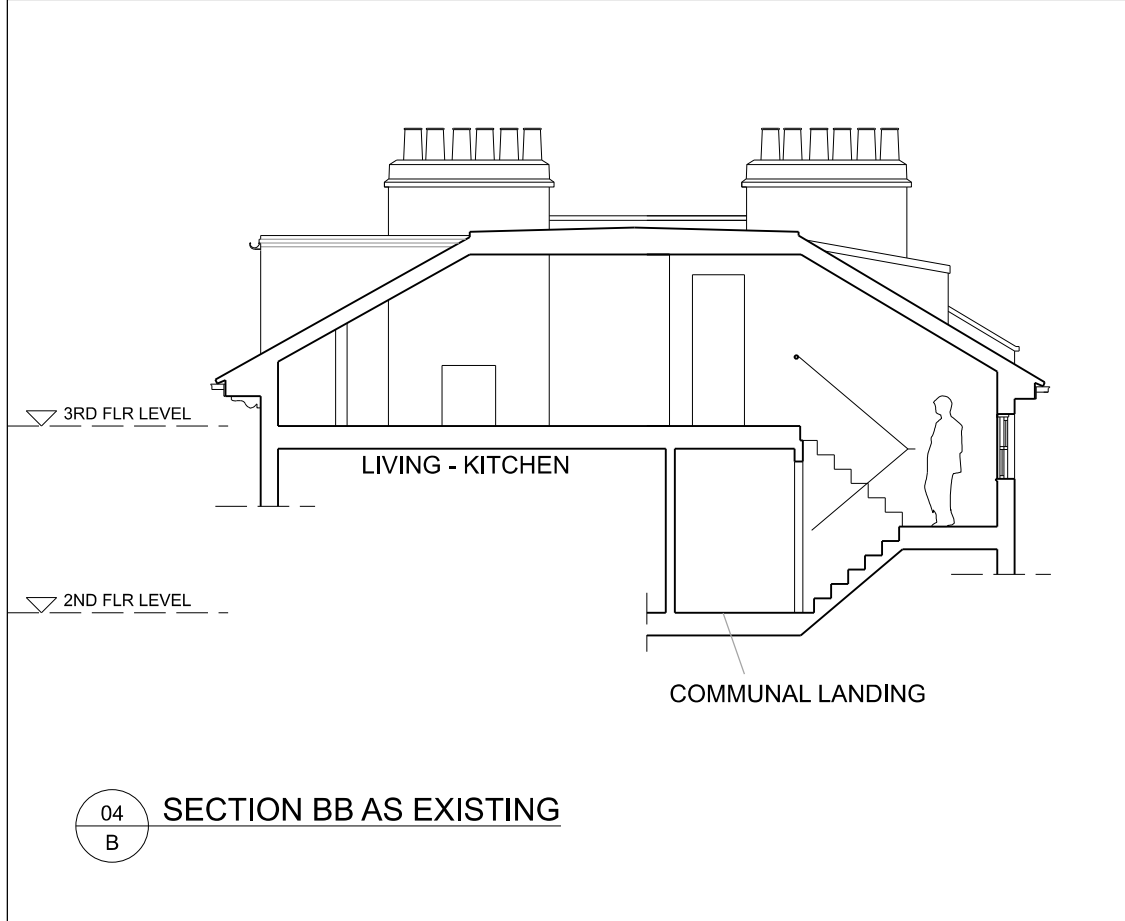 3RD FLR LEVEL
LIVING - KITCHEN
2ND FLR LEVEL
COMMUNAL LANDING
04
B
SECTION BB AS EXISTING